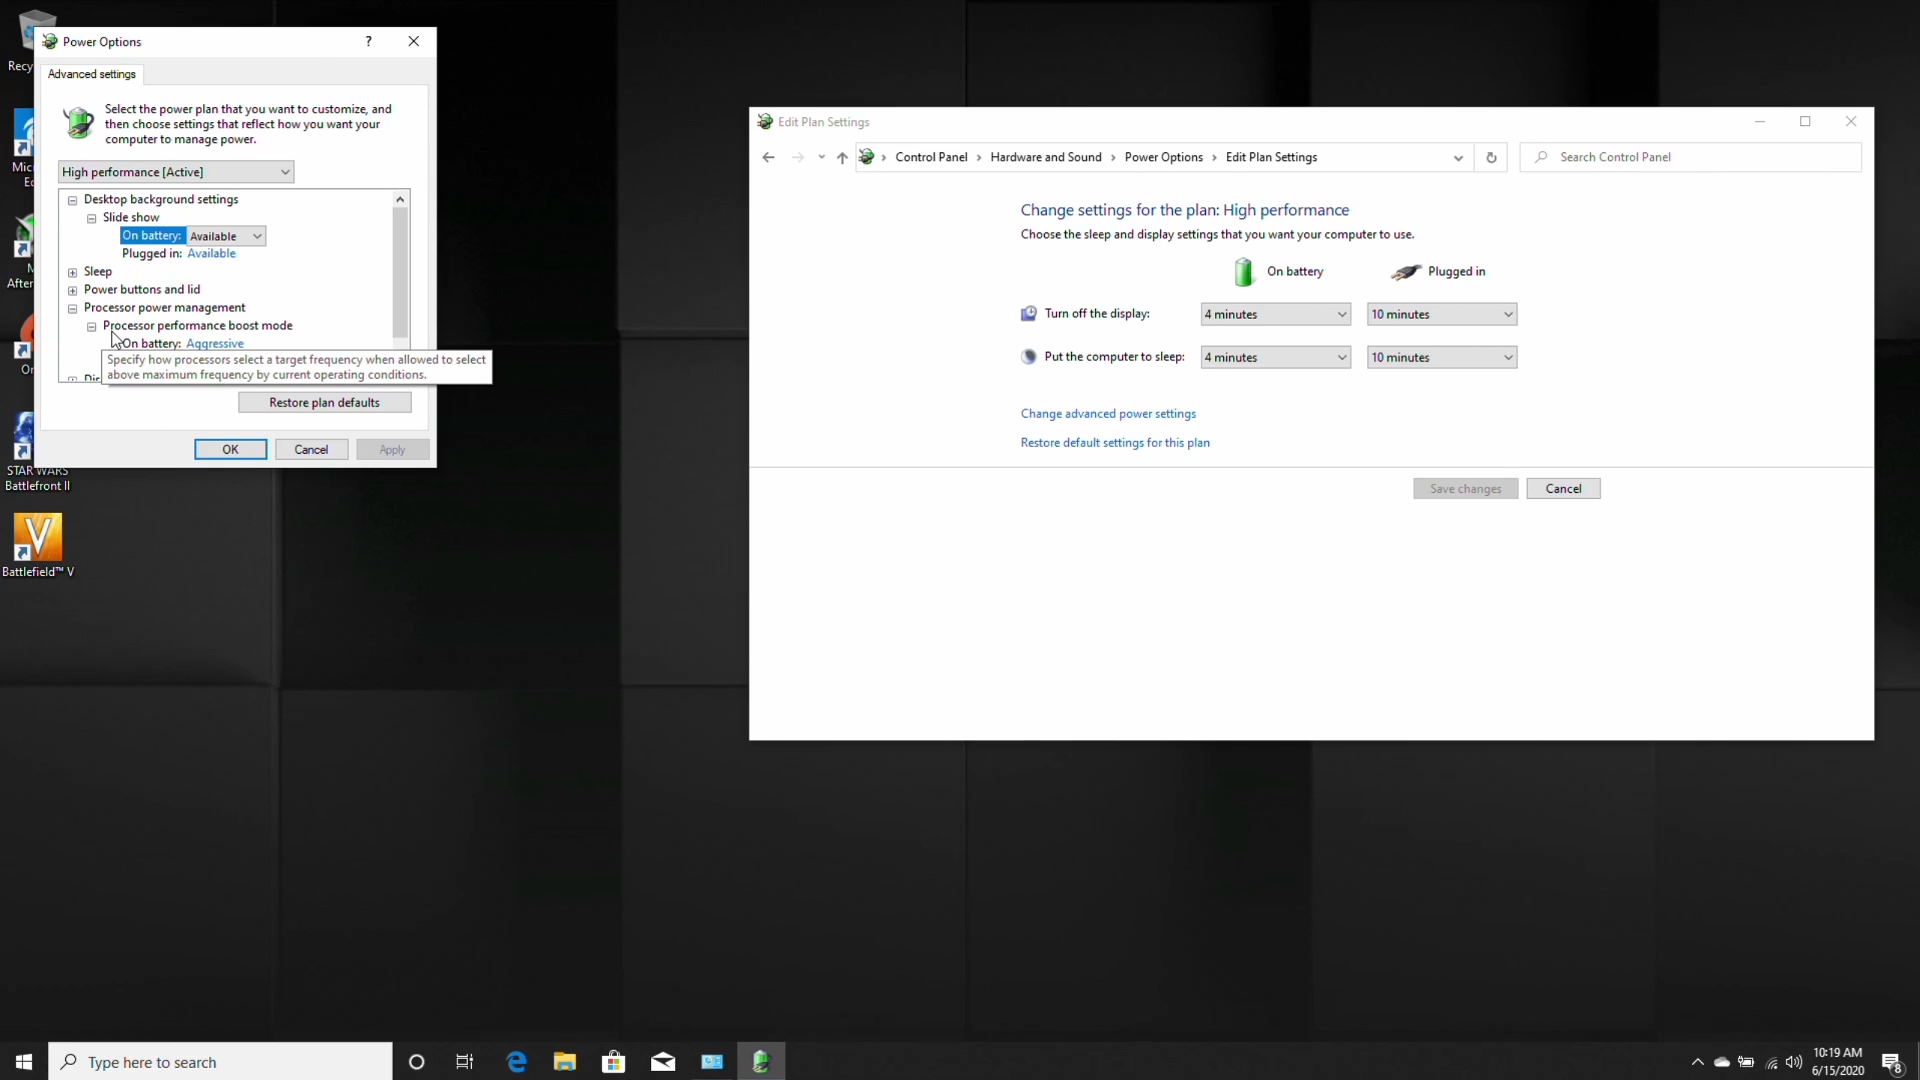 Recy
Mic
Ec
M
After
Or
STAR WARS
Battlefront II
Battlefield™ V
Power Options
?
Advanced settings
Select the power plan that you want to customize, and
then choose settings that reflect how you want your
computer to manage power.
High performance [Active]
Desktop background settings
Slide show
On battery: Available
Plugged in: Available
Sleep
Power buttons and lid
Processor power management
Processor performance boost mode
On battery: Aggressive
Specify how processors select a target frequency when allowed to select
above maximum frequency by current operating conditions.
Restore plan defaults
OK Cancel Apply
Edit Plan Settings
Control Panel › Hardware and Sound › Power Options › Edit Plan Settings
Search Control Panel
Change settings for the plan: High performance
Choose the sleep and display settings that you want your computer to use.
On battery Plugged in
Turn off the display: 4 minutes 10 minutes
Put the computer to sleep: 4 minutes 10 minutes
Change advanced power settings
Restore default settings for this plan
Save changes Cancel
Type here to search
10:19 AM
6/15/2020
8